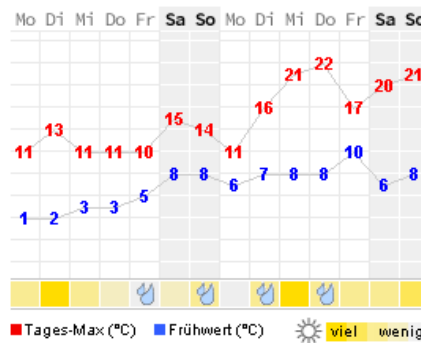 Mo Di Mi Do Fr Sa So Mo Di Mi Do Fr Sa So
11 13 11 11 10 15 14 11 16 21 22 17 20 21
1 2 3 3 5 8 8 6 7 8 8 10 6 8
Tages-Max (°C) Frühwert (°C) viel wenig